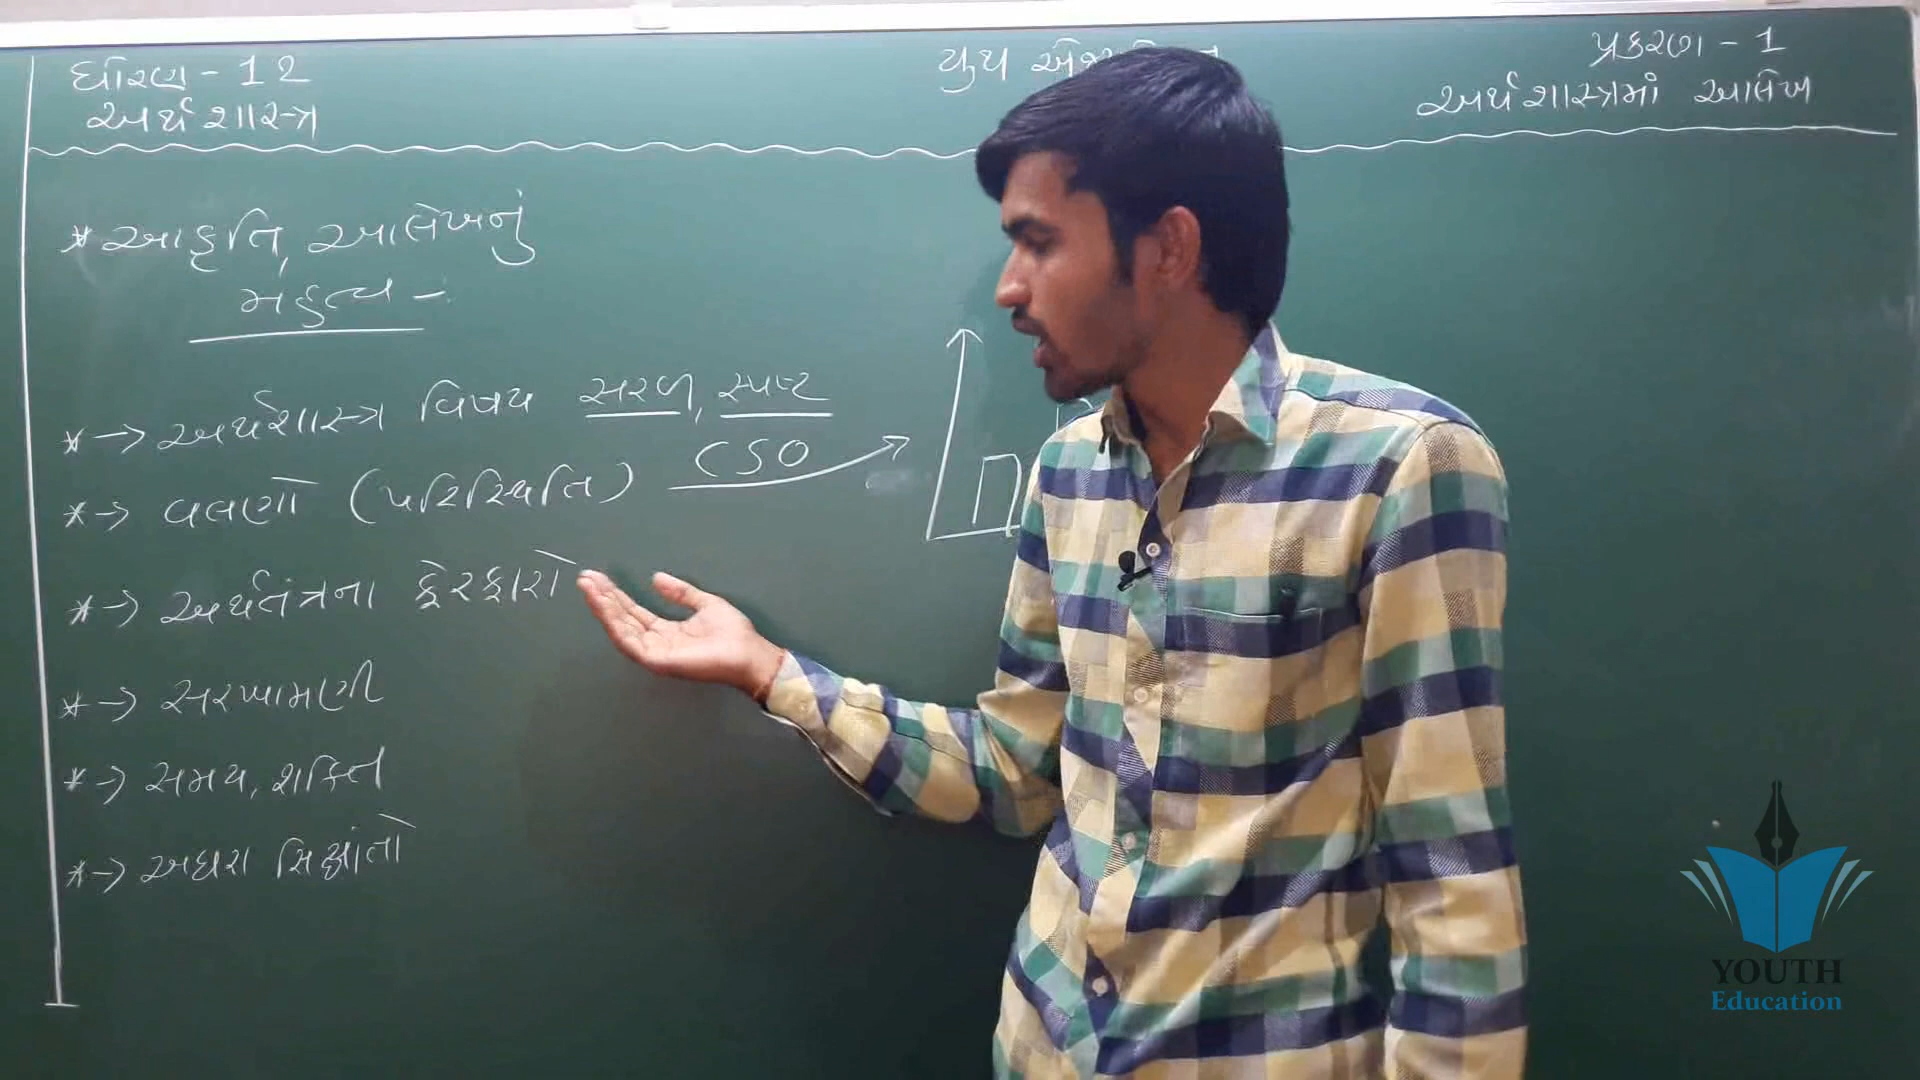 ધોરણ - 12
અર્થશાસ્ત્ર
યુથ
પ્રકરણ - 1
અર્થશાસ્ત્રમાં આલેખ
* આકૃતિ, આલેખનું
મહત્વ -
* → અર્થશાસ્ત્ર વિષય સરળ, સ્પષ્ટ
* → વલણો (પરિસ્થિતિ) CSO
* → અર્થતંત્રના ફેરફારો
* → સરખામણી
* → સમય, શક્તિ
* → અઘરા સિદ્ધાંતો
YOUTH
Education